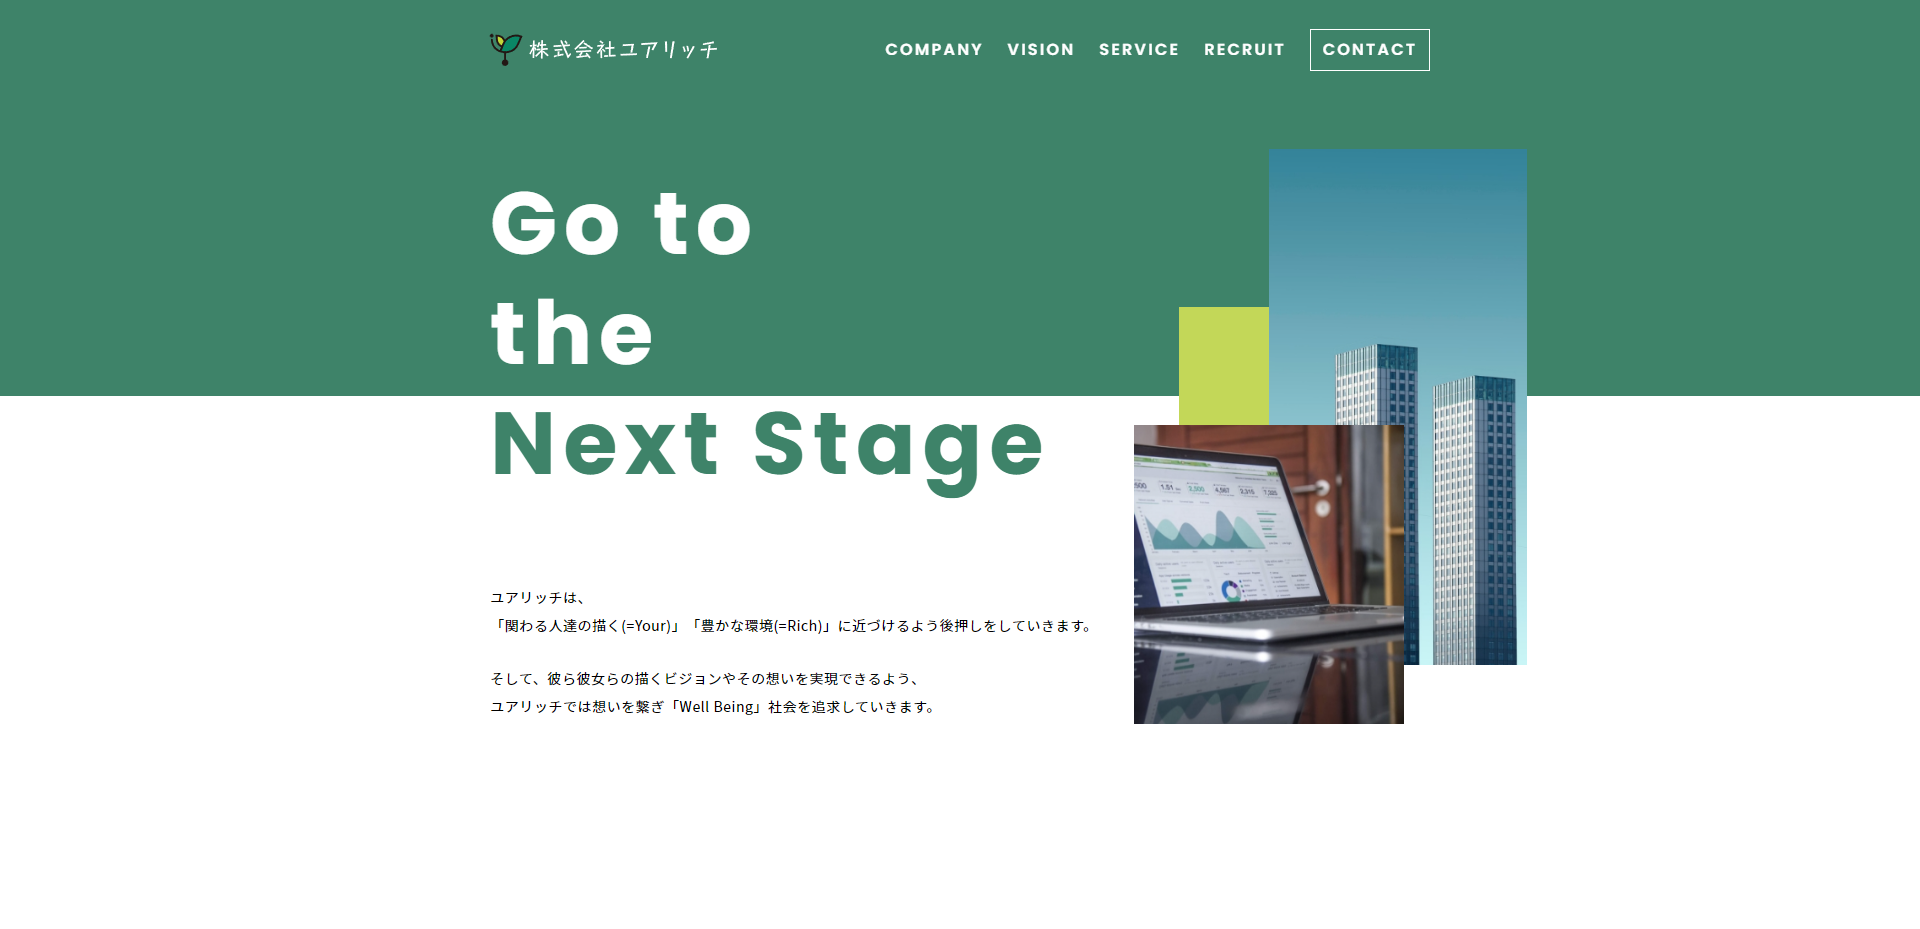 株式会社ユアリッチ
COMPANY
VISION
SERVICE
RECRUIT
CONTACT
Go to
the
Next Stage
ユアリッチは、
「関わる人達の描く(=Your)」「豊かな環境(=Rich)」に近づけるよう後押しをしていきます。
そして、彼ら彼女らの描くビジョンやその想いを実現できるよう、
ユアリッチでは想いを繋ぎ「Well Being」社会を追求していきます。